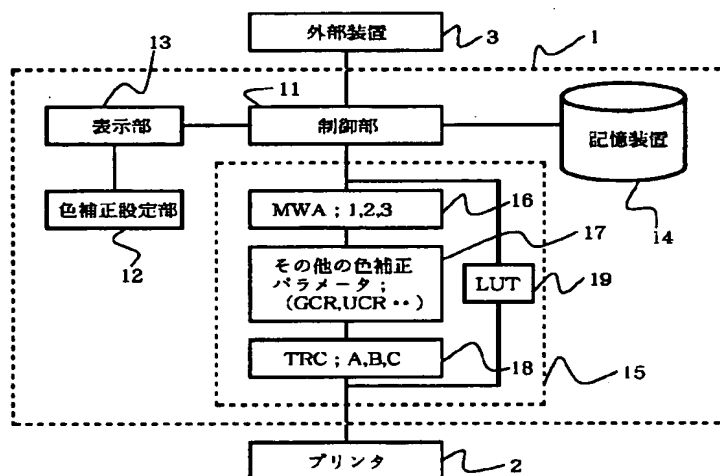 外部装置
3
1
13
11
表示部
制御部
記憶装置
色補正設定部
12
14
MWA ; 1,2,3
16
その他の色補正
パラメータ ;
(GCR,UCR‥)
17
LUT
19
TRC ; A,B,C
18
15
プリンタ
2